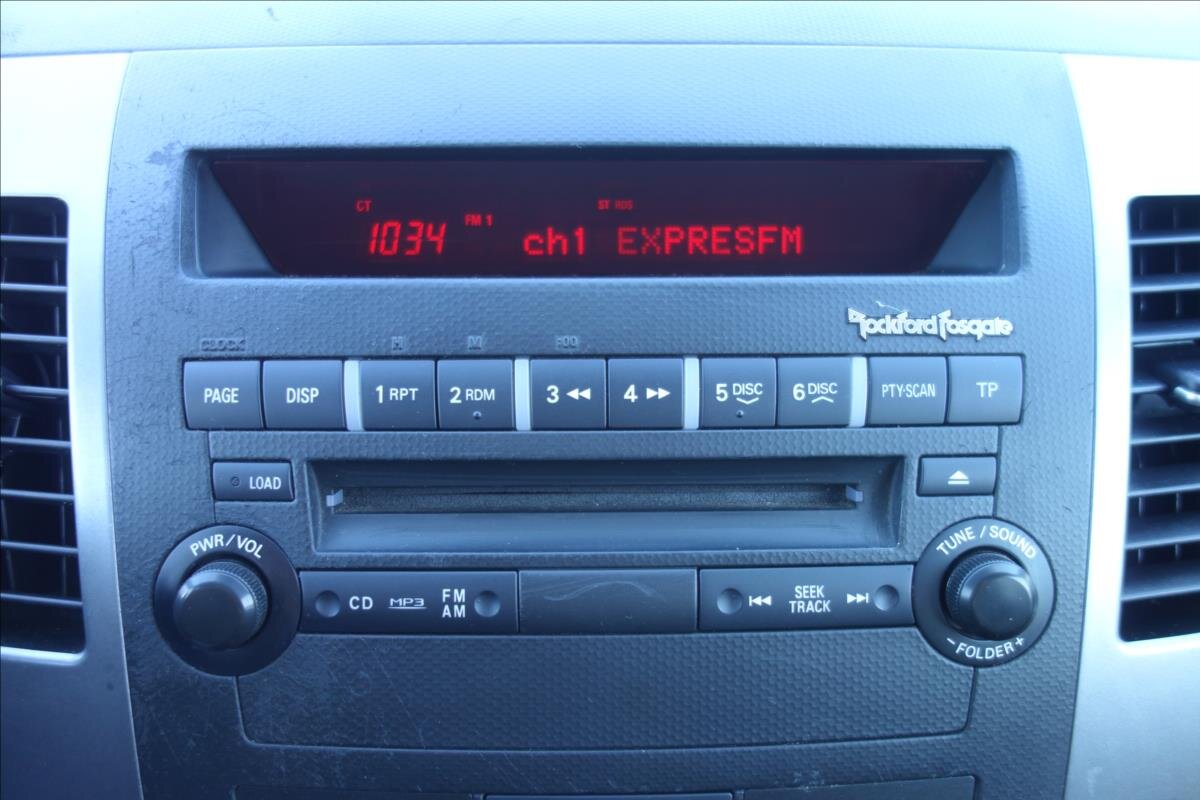 CT
ST RDS
1034 FM 1 ch1 EXPRESFM
Rockford Fosgate
CLOCK H M :00
PAGE DISP 1 RPT 2 RDM 3 4 5 DISC 6 DISC PTY·SCAN TP
LOAD
PWR/VOL
TUNE / SOUND
CD MP3 FM AM
SEEK TRACK
- FOLDER +